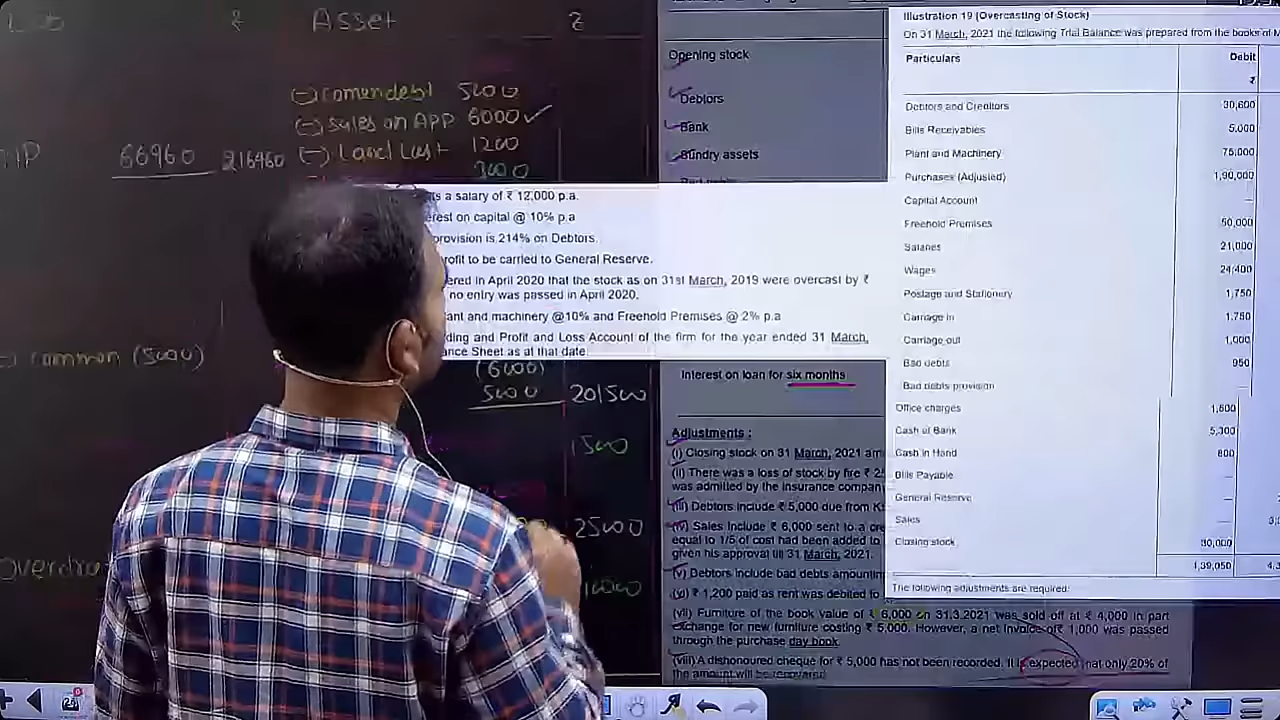 ₹ Asset ₹
5000
(-) Sales on App 6000 ✓
66960 216960 (-) Land Lost 1200
3000
(-) common (5000)
(6000)
5000 201500
1500
25000
Opening stock
Debtors
Bank
Sundry assets
s a salary of ₹ 12,000 p.a.
rest on capital @ 10% p.a
provision is 214% on Debtors.
rofit to be carried to General Reserve.
ered in April 2020 that the stock as on 31st March, 2019 were overcast by ₹
no entry was passed in April 2020.
ant and machinery @10% and Freehold Premises @ 2% p.a
ding and Profit and Loss Account of the firm for the year ended 31 March,
ance Sheet as at that date
Interest on loan for six months
Adjustments :
(i) Closing stock on 31 March, 2021 am
(ii) There was a loss of stock by fire ₹
was admitted by the insurance company
(iii) Debtors include ₹ 5,000 due from K
(iv) Sales include ₹ 6,000 sent to a
equal to 1/5 of cost had been added to
given his approval till 31 March, 2021.
(v) Debtors include bad debts amountin
(vi) ₹ 1,200 paid as rent was debited to
(vii) Furniture of the book value of ₹ 6,000 on 31.3.2021 was sold off at ₹ 4,000 in part
exchange for new furniture costing ₹ 5,000. However, a net invoice of ₹ 1,000 was passed
through the purchase day book.
(viii) A dishonoured cheque for ₹ 5,000 has not been recorded. It is expected that only 20% of
the amount will be recovered
Illustration 19 (Overcasting of Stock)
On 31 March, 2021 the following Trial Balance was prepared from the books of M
Particulars Debit
₹
Debtors and Creditors 30,600
Bills Receivables 5,000
Plant and Machinery 75,000
Purchases (Adjusted) 1,90,000
Capital Account —
Freehold Premises 50,000
Salaries 21,000
Wages 24,400
Postage and Stationery 1,750
Carriage in 1,750
Carriage out 1,000
Bad debts 950
Bad debts provision —
Office charges 1,800
Cash at Bank 5,300
Cash in Hand 800
Bills Payable —
General Reserve —
Sales —
Closing stock 30,000
The following adjustments are required: